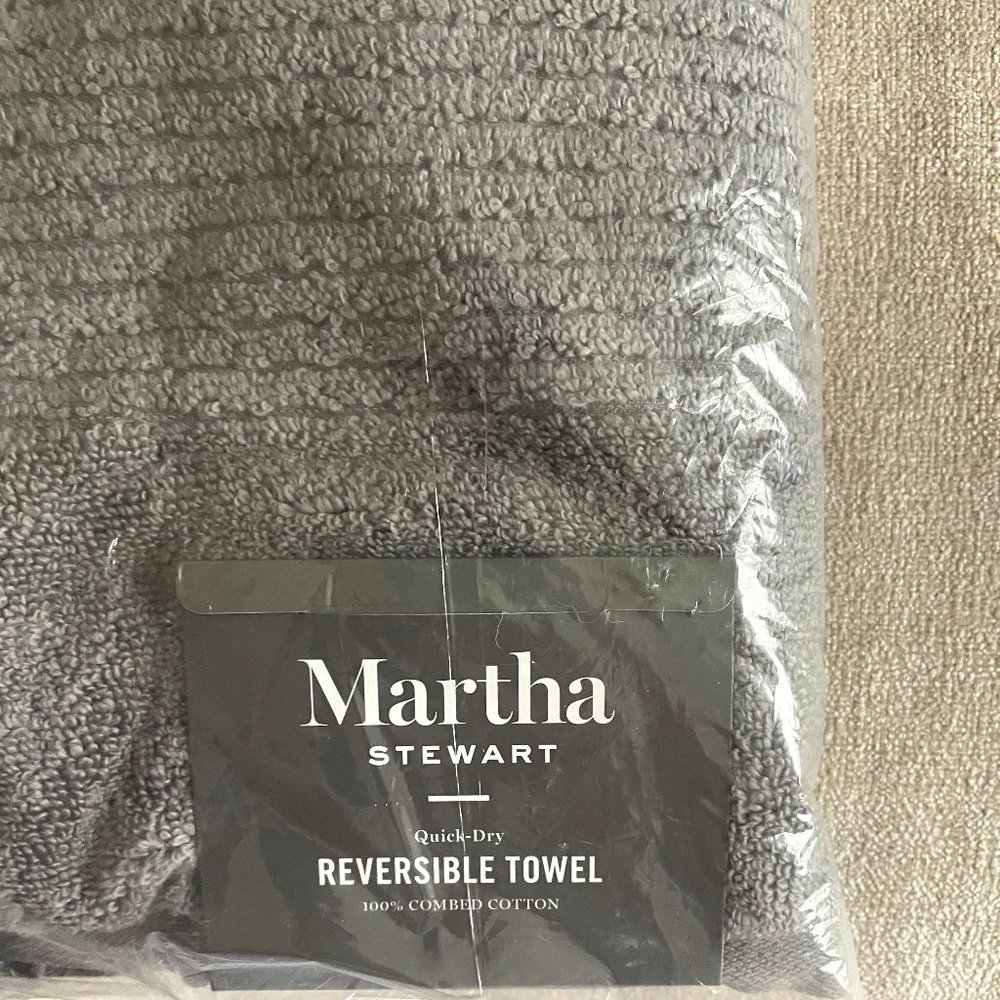 Martha
STEWART
Quick-Dry
REVERSIBLE TOWEL
100% COMBED COTTON